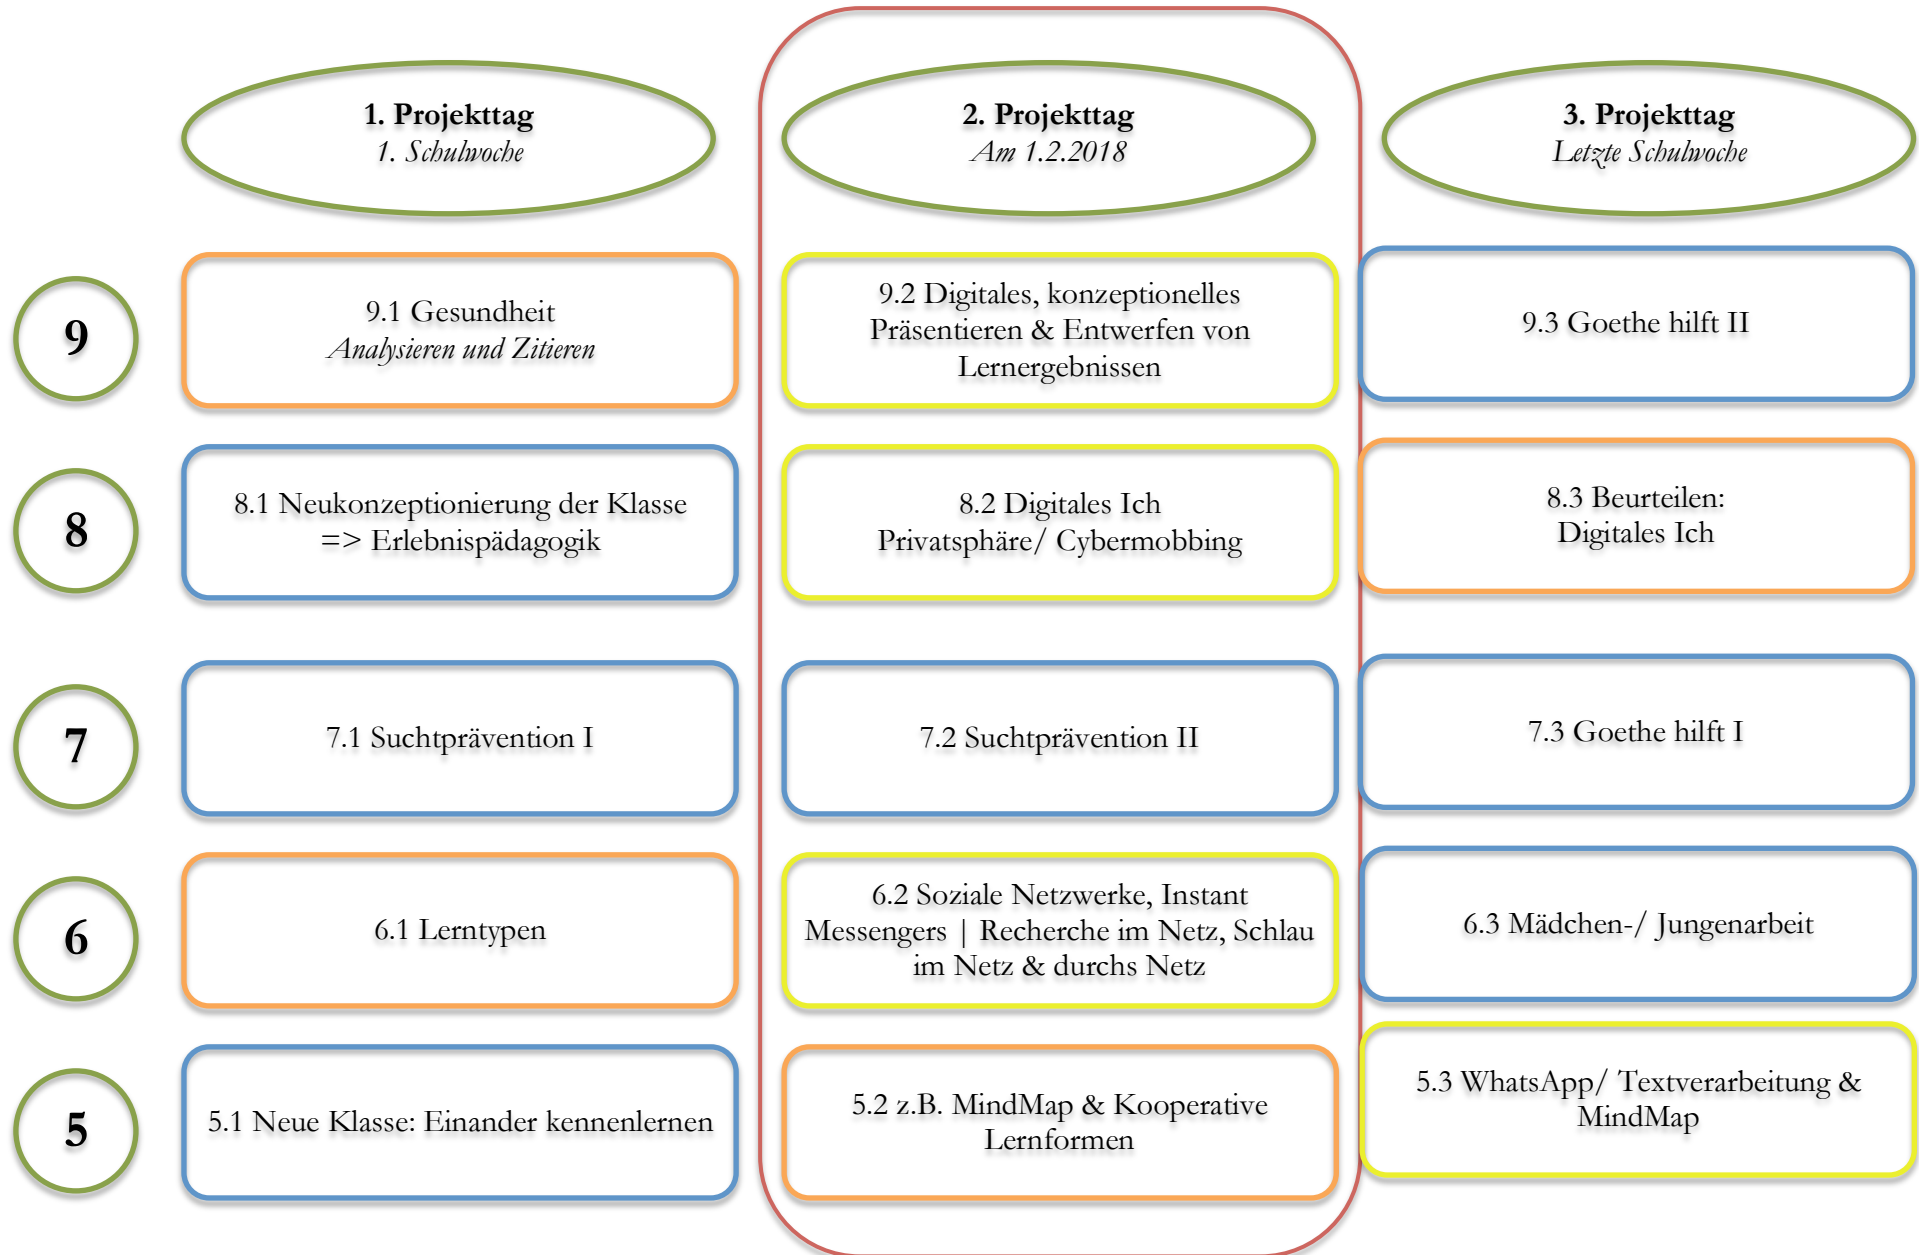 1. Projekttag
1. Schulwoche
2. Projekttag
Am 1.2.2018
3. Projekttag
Letzte Schulwoche
9
9.1 Gesundheit
Analysieren und Zitieren
9.2 Digitales, konzeptionelles
Präsentieren & Entwerfen von
Lernergebnissen
9.3 Goethe hilft II
8
8.1 Neukonzeptionierung der Klasse
=> Erlebnispädagogik
8.2 Digitales Ich
Privatsphäre/ Cybermobbing
8.3 Beurteilen:
Digitales Ich
7
7.1 Suchtprävention I
7.2 Suchtprävention II
7.3 Goethe hilft I
6
6.1 Lerntypen
6.2 Soziale Netzwerke, Instant
Messengers | Recherche im Netz, Schlau
im Netz & durchs Netz
6.3 Mädchen-/ Jungenarbeit
5
5.1 Neue Klasse: Einander kennenlernen
5.2 z.B. MindMap & Kooperative
Lernformen
5.3 WhatsApp/ Textverarbeitung &
MindMap